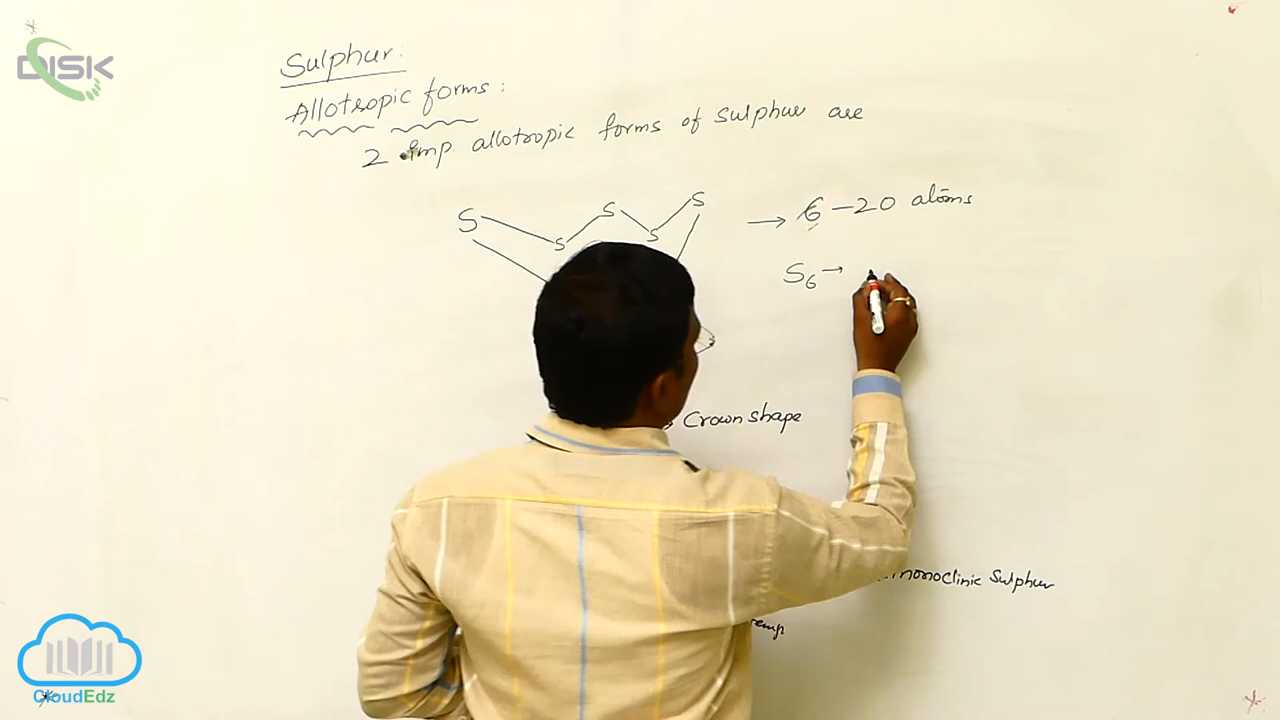 DISK
Sulphur:
Allotropic forms:
2 imp allotropic forms of sulphur are
S S S S S
→ 6 - 20 atoms
S6 →
Crown shape
monoclinic Sulphur
temp
CloudEdz